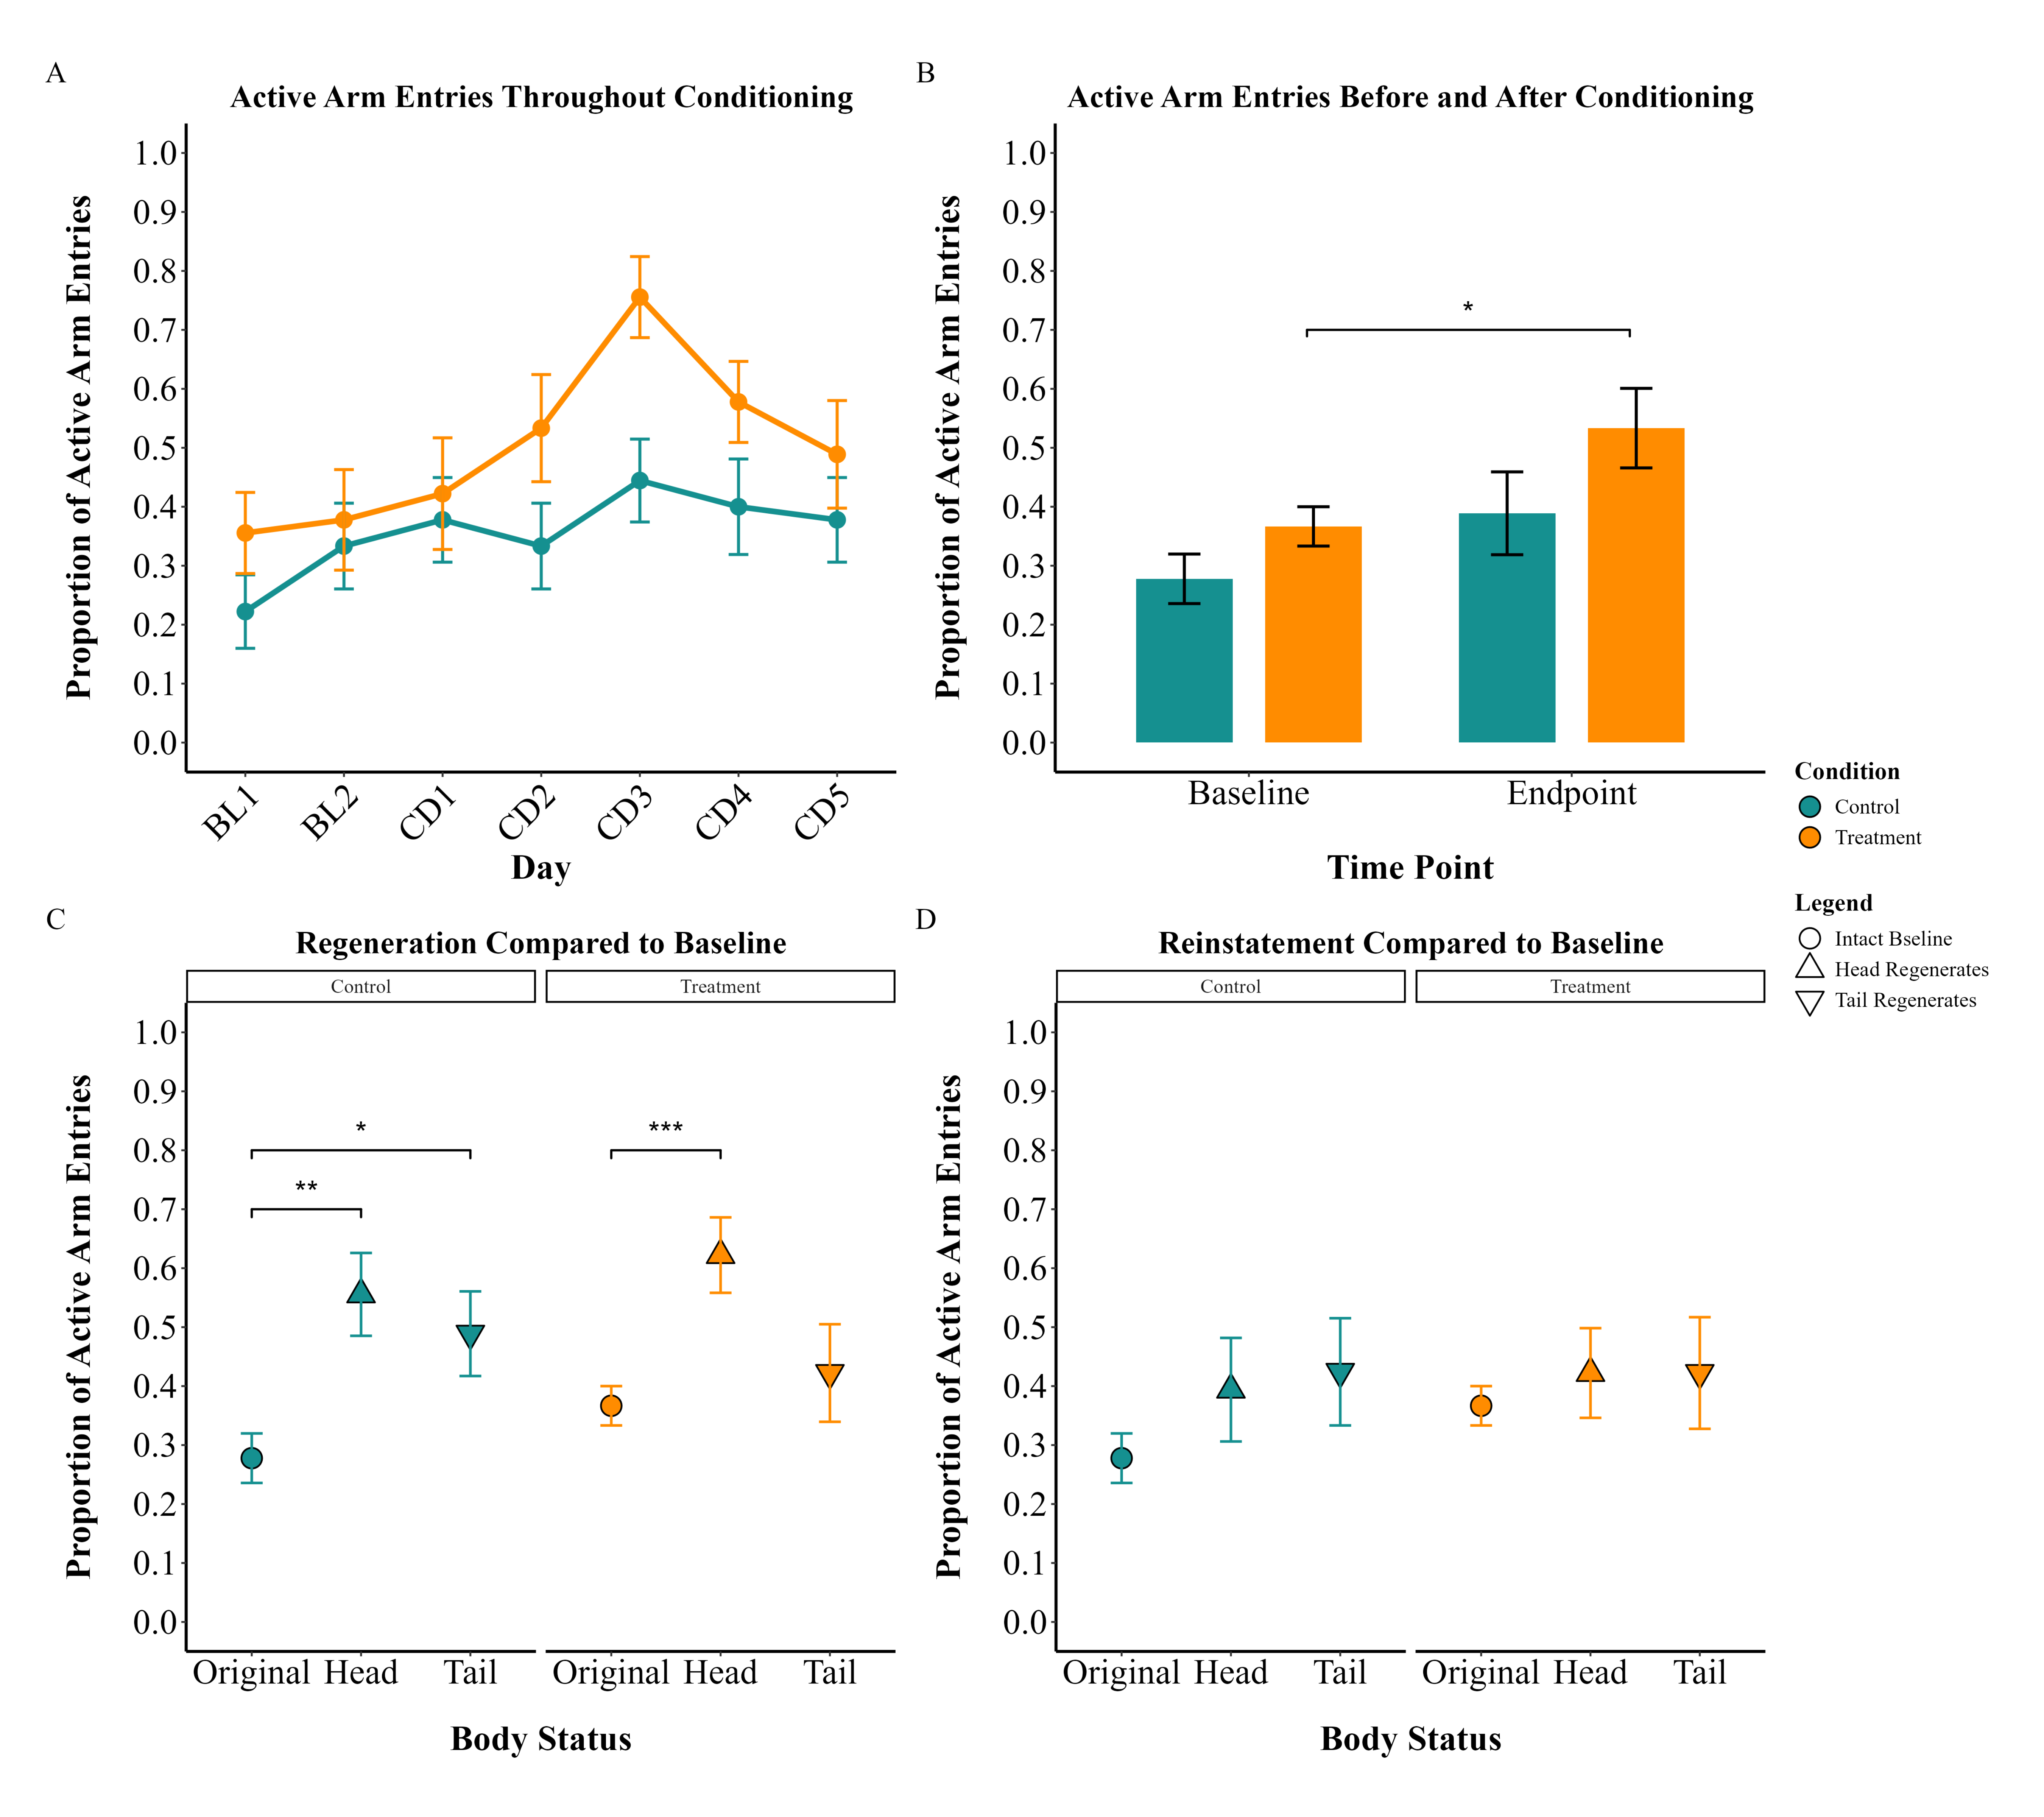 A
Active Arm Entries Throughout Conditioning
Proportion of Active Arm Entries
1.0
0.9
0.8
0.7
0.6
0.5
0.4
0.3
0.2
0.1
0.0
BL1
BL2
CD1
CD2
CD3
CD4
CD5
Day
B
Active Arm Entries Before and After Conditioning
Proportion of Active Arm Entries
1.0
0.9
0.8
0.7
0.6
0.5
0.4
0.3
0.2
0.1
0.0
*
Baseline
Endpoint
Time Point
Condition
Control
Treatment
Legend
Intact Bseline
Head Regenerates
Tail Regenerates
C
Regeneration Compared to Baseline
Control
Treatment
Proportion of Active Arm Entries
1.0
0.9
0.8
0.7
0.6
0.5
0.4
0.3
0.2
0.1
0.0
*
**
***
Original
Head
Tail
Original
Head
Tail
Body Status
D
Reinstatement Compared to Baseline
Control
Treatment
Proportion of Active Arm Entries
1.0
0.9
0.8
0.7
0.6
0.5
0.4
0.3
0.2
0.1
0.0
Original
Head
Tail
Original
Head
Tail
Body Status